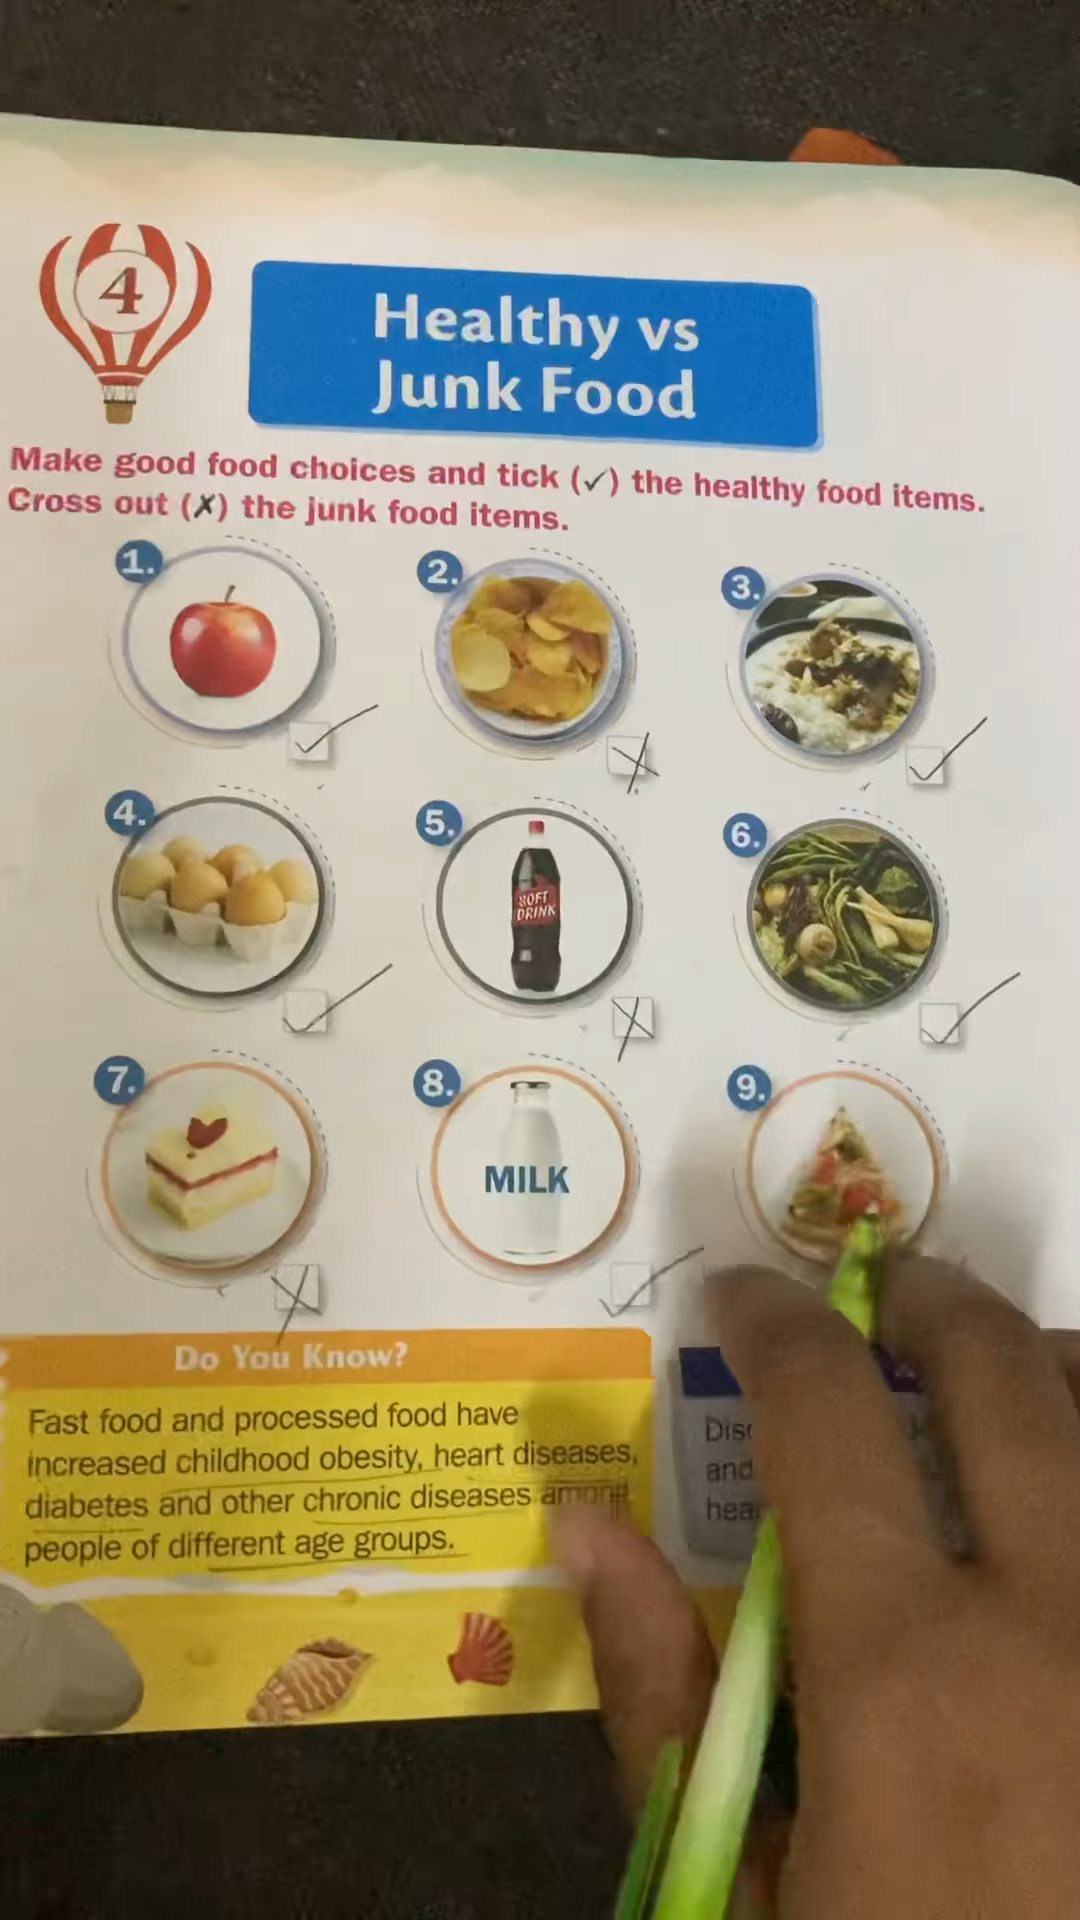 4
Healthy vs
Junk Food
Make good food choices and tick (✓) the healthy food items.
Cross out (✗) the junk food items.
1.
2.
3.
4.
5.
SOFT
DRINK
6.
7.
8.
MILK
9.
Do You Know?
Fast food and processed food have
increased childhood obesity, heart diseases,
diabetes and other chronic diseases among
people of different age groups.
and